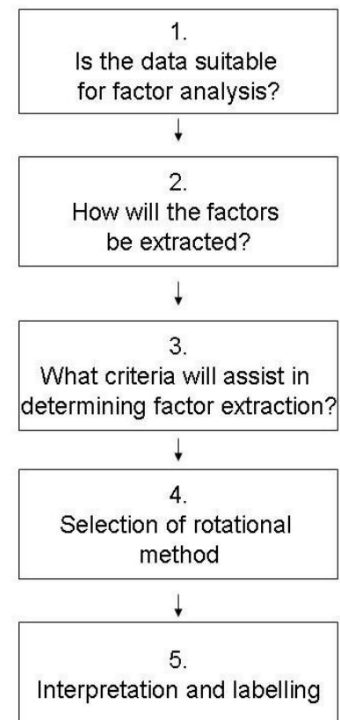 1.
Is the data suitable
for factor analysis?
2.
How will the factors
be extracted?
3.
What criteria will assist in
determining factor extraction?
4.
Selection of rotational
method
5.
Interpretation and labelling